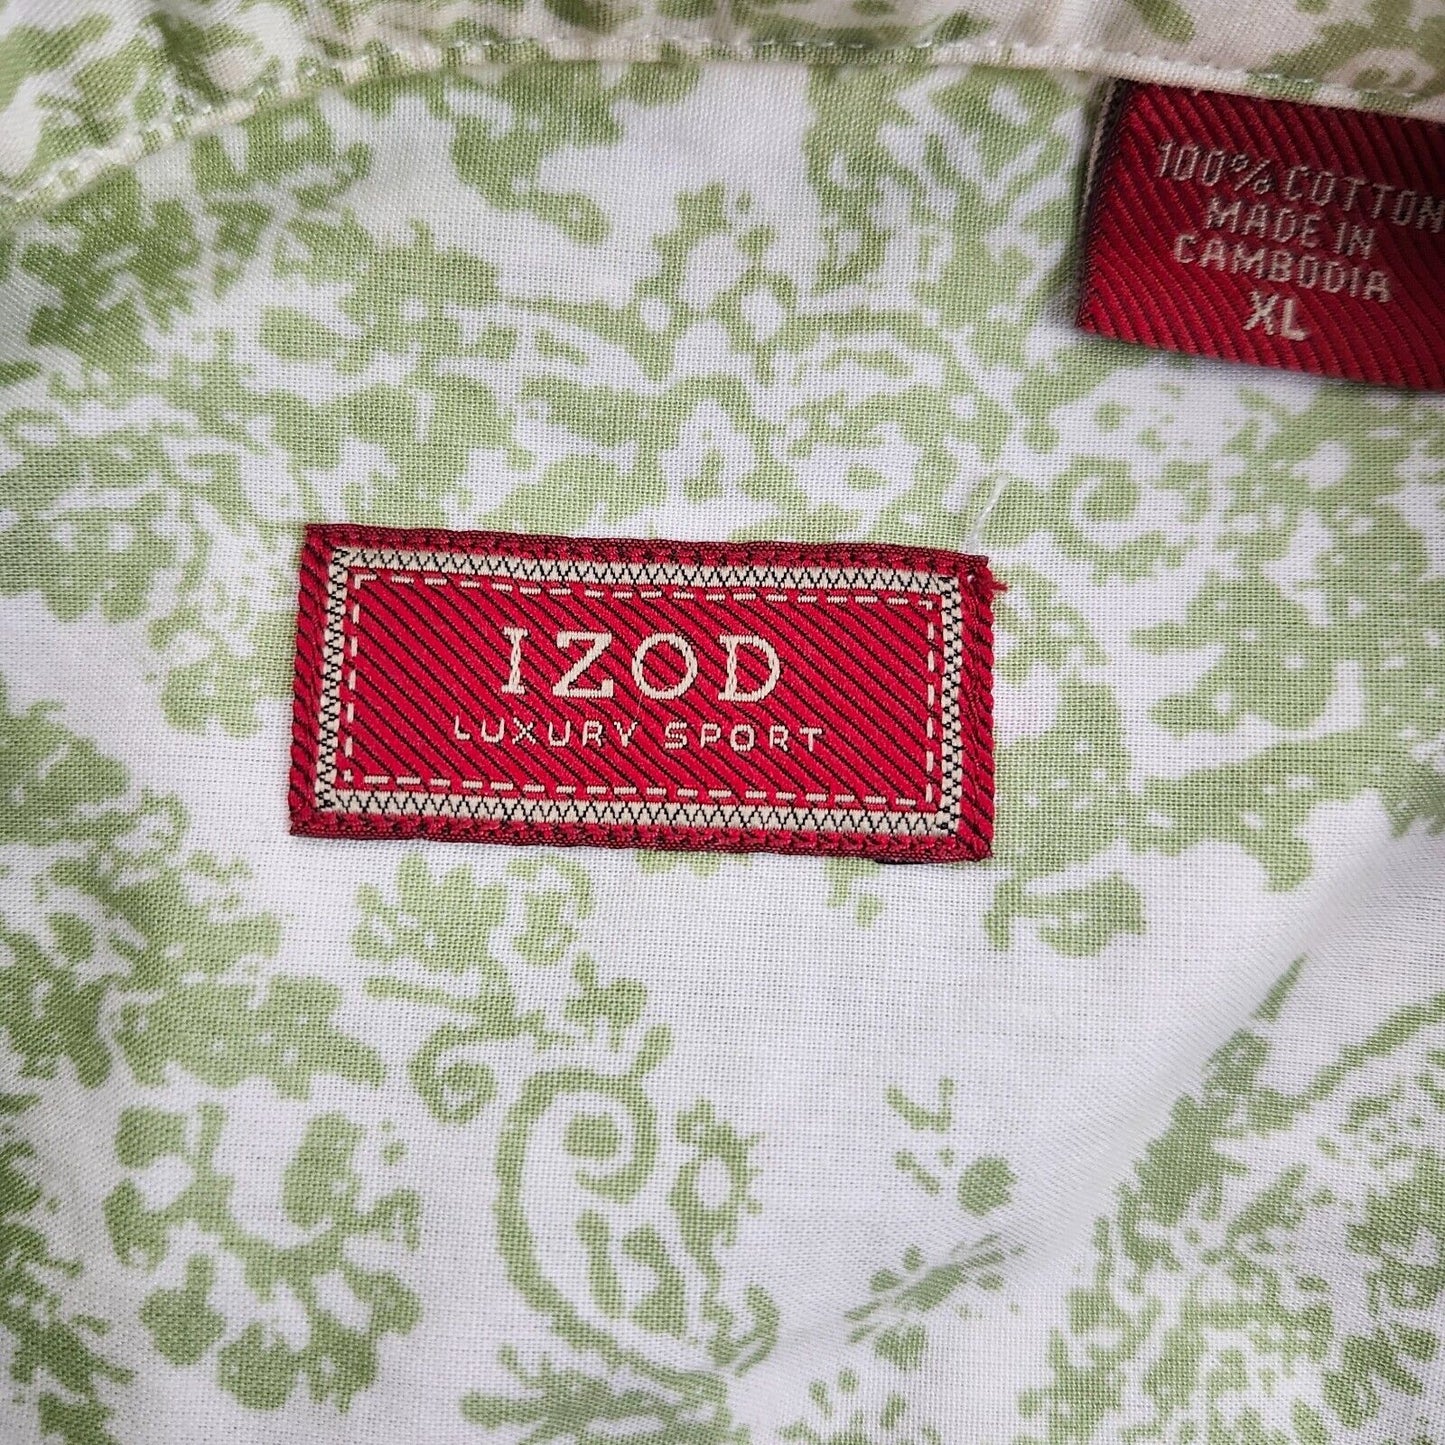 100% COTTON
MADE IN
CAMBODIA
XL
IZOD
LUXURY SPORT